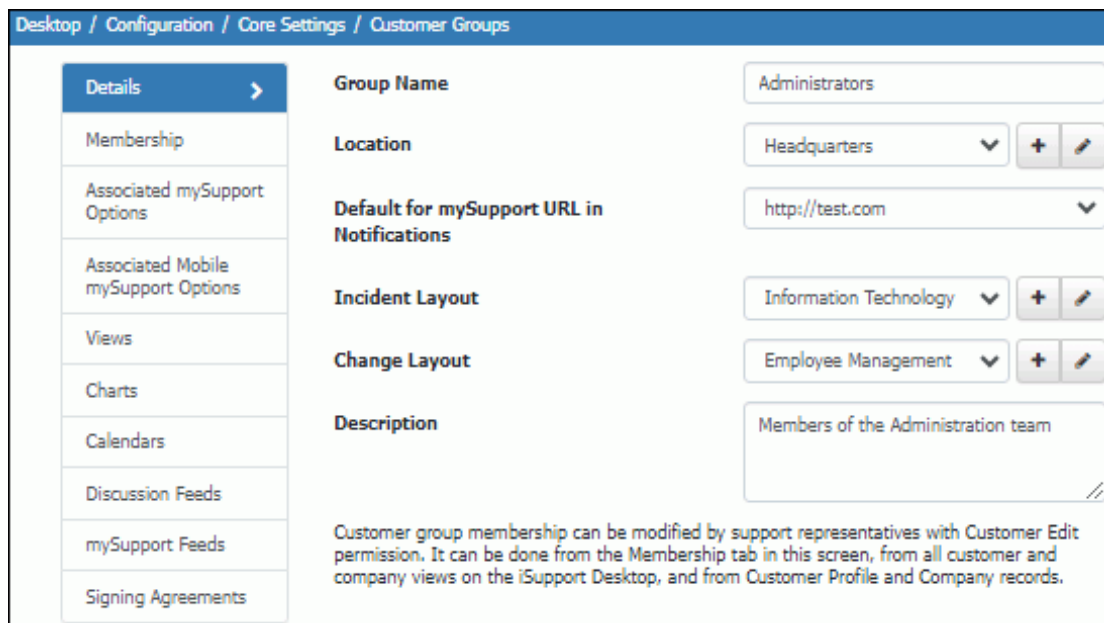 Desktop / Configuration / Core Settings / Customer Groups
Details
Membership
Associated mySupport
Options
Associated Mobile
mySupport Options
Views
Charts
Calendars
Discussion Feeds
mySupport Feeds
Signing Agreements
Group Name
Administrators
Location
Headquarters
Default for mySupport URL in
Notifications
http://test.com
Incident Layout
Information Technology
Change Layout
Employee Management
Description
Members of the Administration team
Customer group membership can be modified by support representatives with Customer Edit
permission. It can be done from the Membership tab in this screen, from all customer and
company views on the iSupport Desktop, and from Customer Profile and Company records.